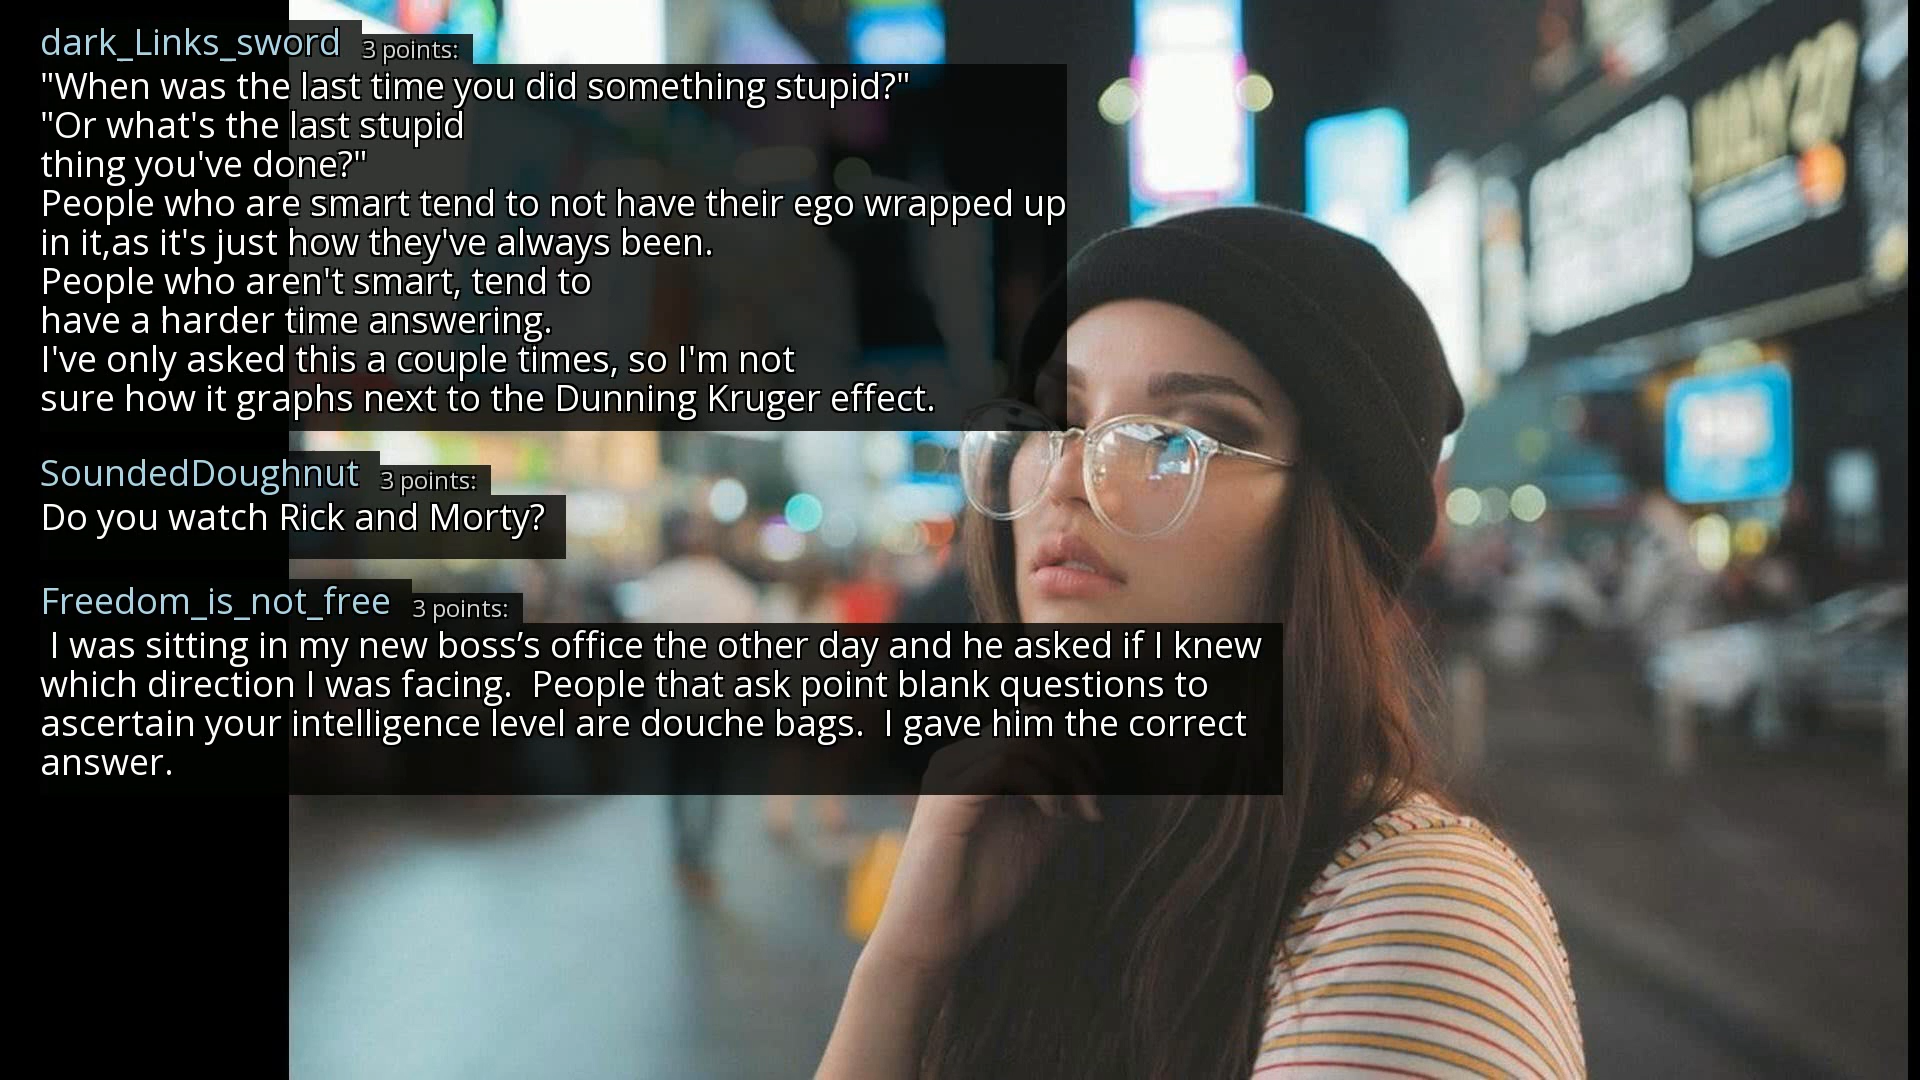 dark_Links_sword 3 points:
"When was the last time you did something stupid?"
"Or what's the last stupid
thing you've done?"
People who are smart tend to not have their ego wrapped up
in it,as it's just how they've always been.
People who aren't smart, tend to
have a harder time answering.
I've only asked this a couple times, so I'm not
sure how it graphs next to the Dunning Kruger effect.
SoundedDoughnut 3 points:
Do you watch Rick and Morty?
Freedom_is_not_free 3 points:
I was sitting in my new boss’s office the other day and he asked if I knew
which direction I was facing.  People that ask point blank questions to
ascertain your intelligence level are douche bags.  I gave him the correct
answer.